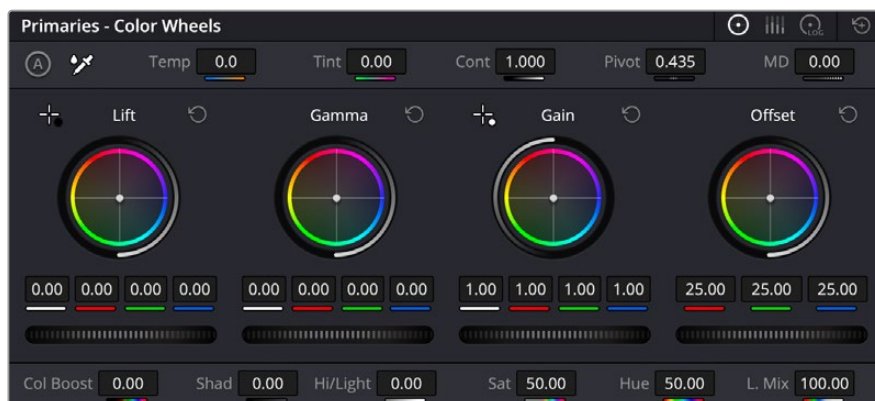 Primaries - Color Wheels
LOG
A Temp 0.0 Tint 0.00 Cont 1.000 Pivot 0.435 MD 0.00
Lift Gamma Gain Offset
0.00 0.00 0.00 0.00 0.00 0.00 0.00 0.00 1.00 1.00 1.00 1.00 25.00 25.00 25.00
Col Boost 0.00 Shad 0.00 Hi/Light 0.00 Sat 50.00 Hue 50.00 L. Mix 100.00